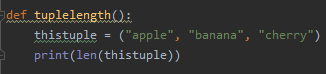 def tuplelength():
    thistuple = ("apple", "banana", "cherry")
    print(len(thistuple))